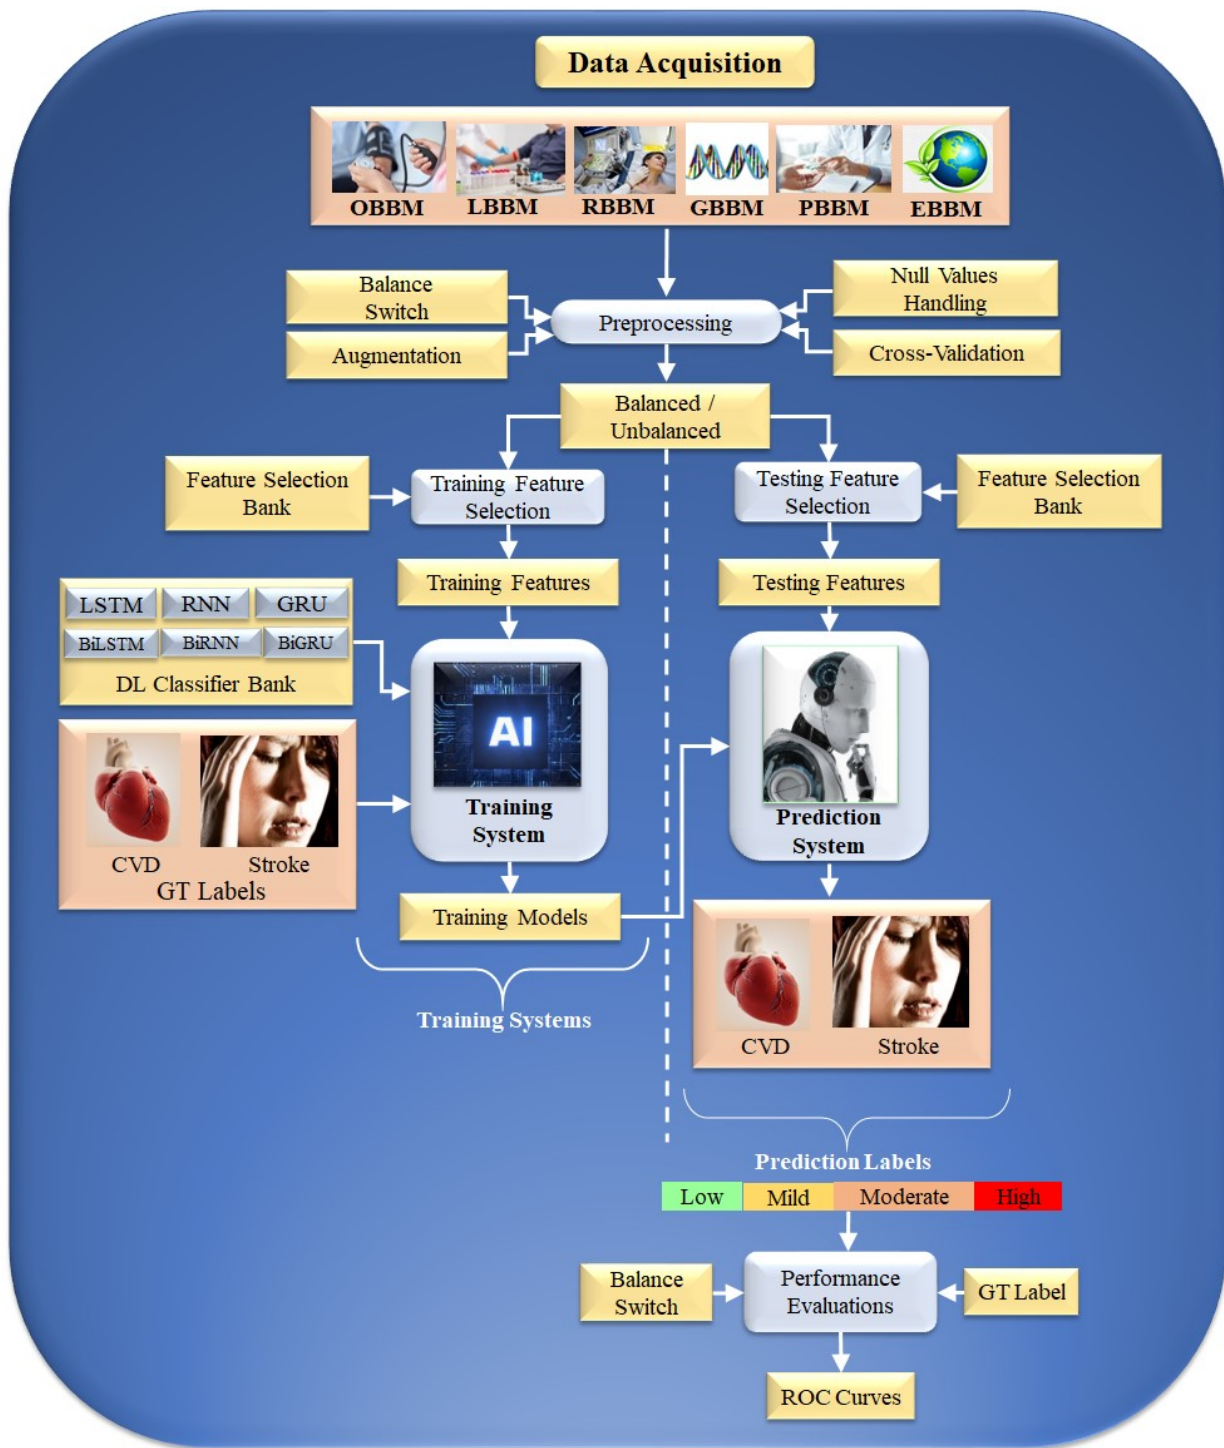 Data Acquisition
OBBM LBBM RBBM GBBM PBBM EBBM
Balance
Switch
Null Values
Handling
Preprocessing
Augmentation
Cross-Validation
Balanced /
Unbalanced
Feature Selection
Bank
Training Feature
Selection
Testing Feature
Selection
Feature Selection
Bank
Training Features
Testing Features
LSTM RNN GRU
BiLSTM BiRNN BiGRU
DL Classifier Bank
AI
Training
System
Prediction
System
CVD Stroke
GT Labels
Training Models
Training Systems
CVD Stroke
Prediction Labels
Low Mild Moderate High
Balance
Switch
Performance
Evaluations
GT Label
ROC Curves